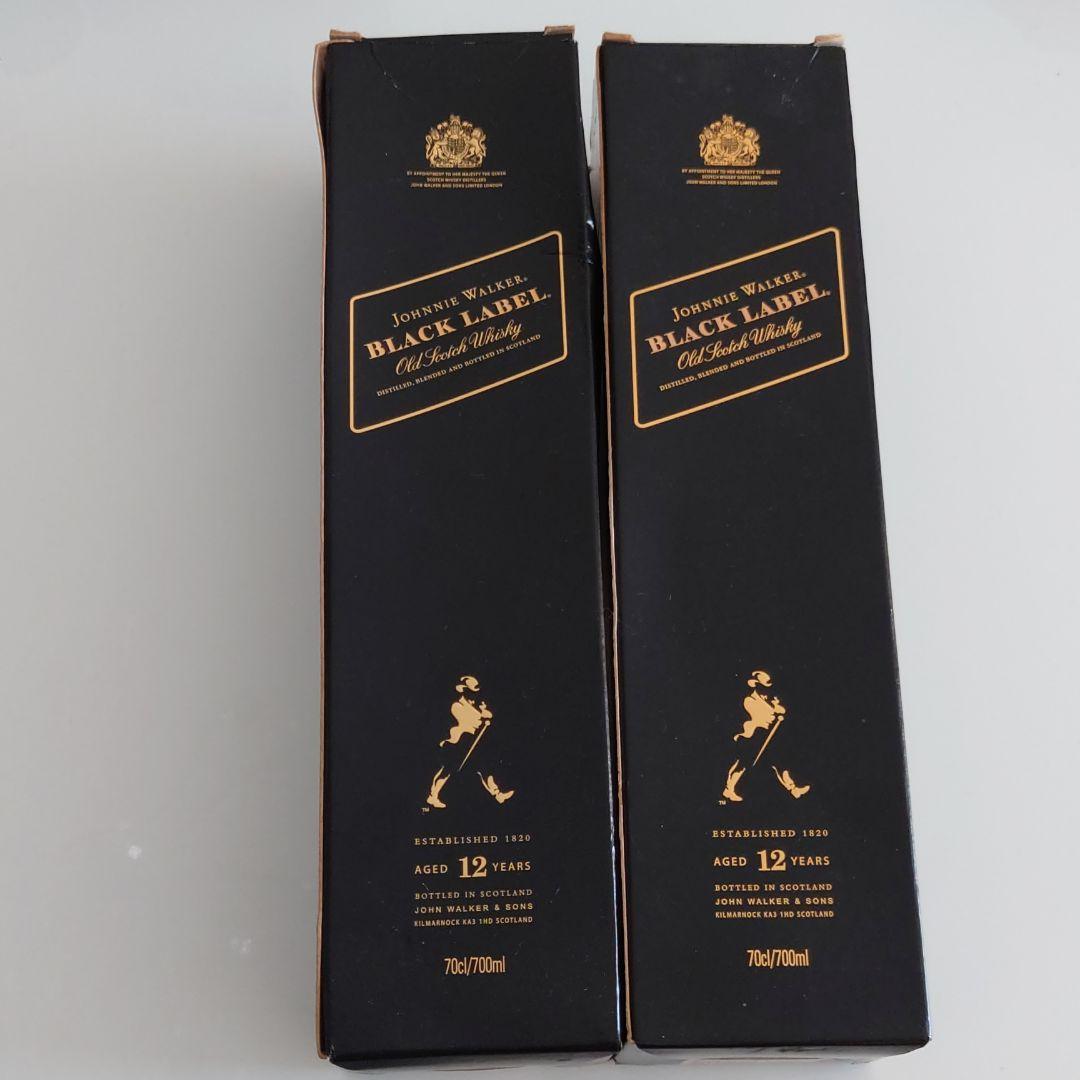 BY APPOINTMENT TO HER MAJESTY THE QUEEN
SCOTCH WHISKY DISTILLERS
JOHN WALKER AND SONS LIMITED LONDON
JOHNNIE WALKER®
BLACK LABEL®
Old Scotch Whisky
DISTILLED, BLENDED AND BOTTLED IN SCOTLAND
TM
ESTABLISHED 1820
AGED 12 YEARS
BOTTLED IN SCOTLAND
JOHN WALKER & SONS
KILMARNOCK KA3 1HD SCOTLAND
70cl/700ml
BY APPOINTMENT TO HER MAJESTY THE QUEEN
SCOTCH WHISKY DISTILLERS
JOHN WALKER AND SONS LIMITED LONDON
JOHNNIE WALKER®
BLACK LABEL®
Old Scotch Whisky
DISTILLED, BLENDED AND BOTTLED IN SCOTLAND
TM
ESTABLISHED 1820
AGED 12 YEARS
BOTTLED IN SCOTLAND
JOHN WALKER & SONS
KILMARNOCK KA3 1HD SCOTLAND
70cl/700ml